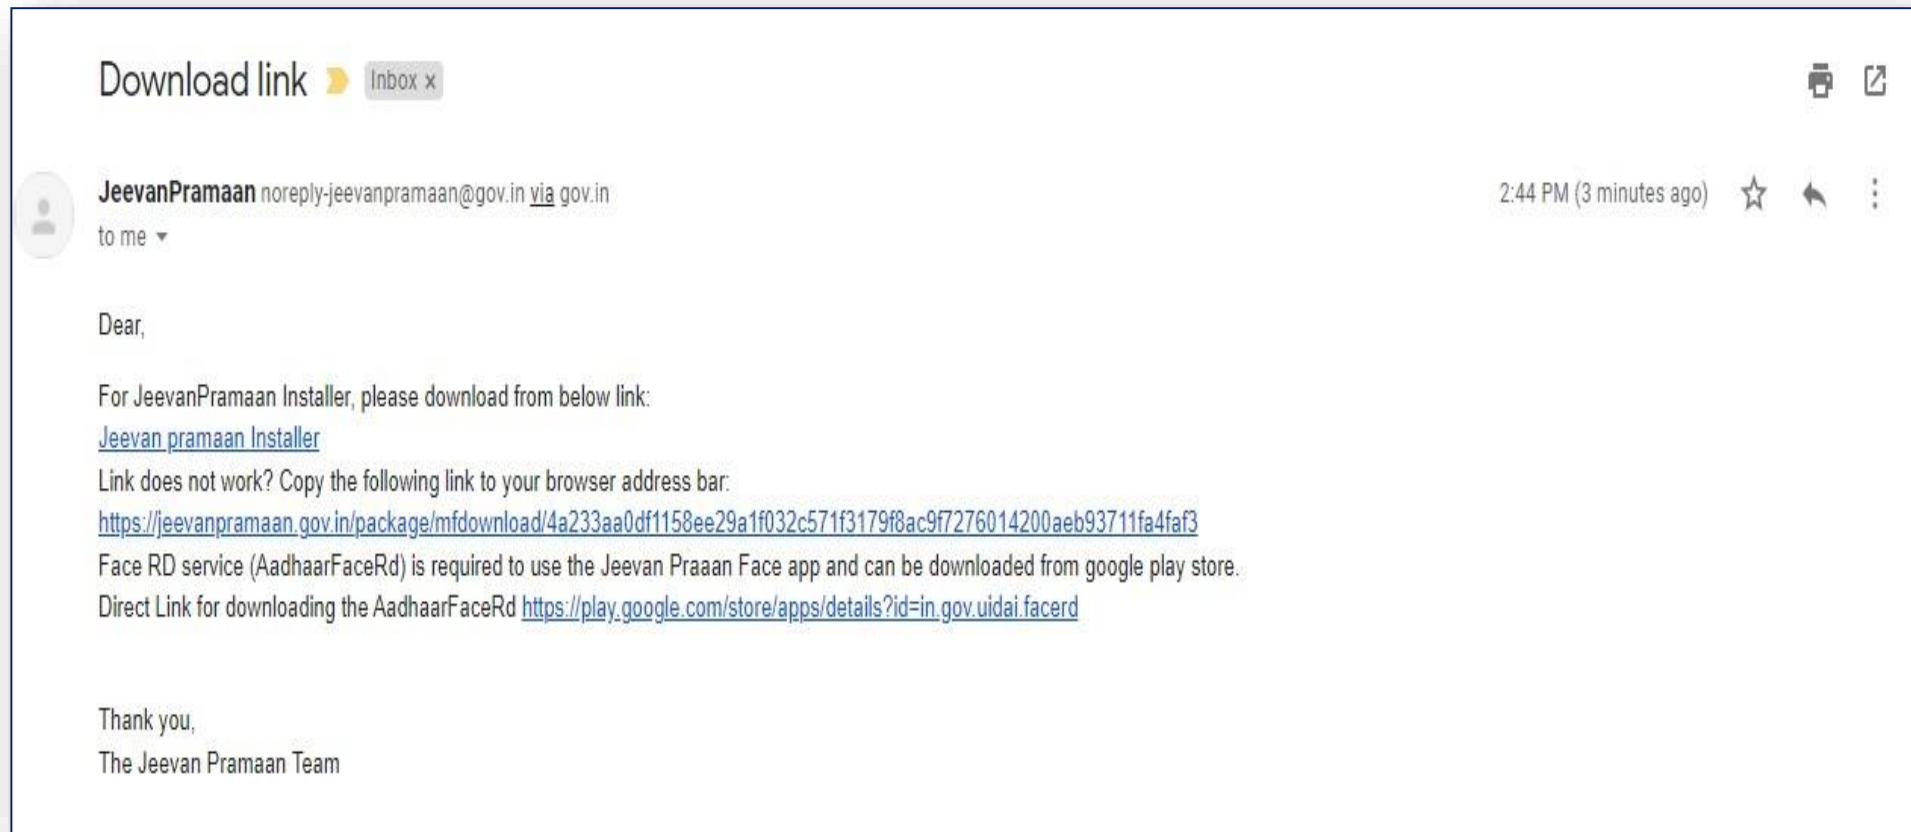 Download link Inbox x
JeevanPramaan noreply-jeevanpramaan@gov.in via gov.in 2:44 PM (3 minutes ago)
to me
Dear,
For JeevanPramaan Installer, please download from below link:
Jeevan pramaan Installer
Link does not work? Copy the following link to your browser address bar:
https://jeevanpramaan.gov.in/package/mfdownload/4a233aa0df1158ee29a1f032c571f3179f8ac9f7276014200aeb93711fa4faf3
Face RD service (AadhaarFaceRd) is required to use the Jeevan Praaan Face app and can be downloaded from google play store.
Direct Link for downloading the AadhaarFaceRd https://play.google.com/store/apps/details?id=in.gov.uidai.facerd
Thank you,
The Jeevan Pramaan Team